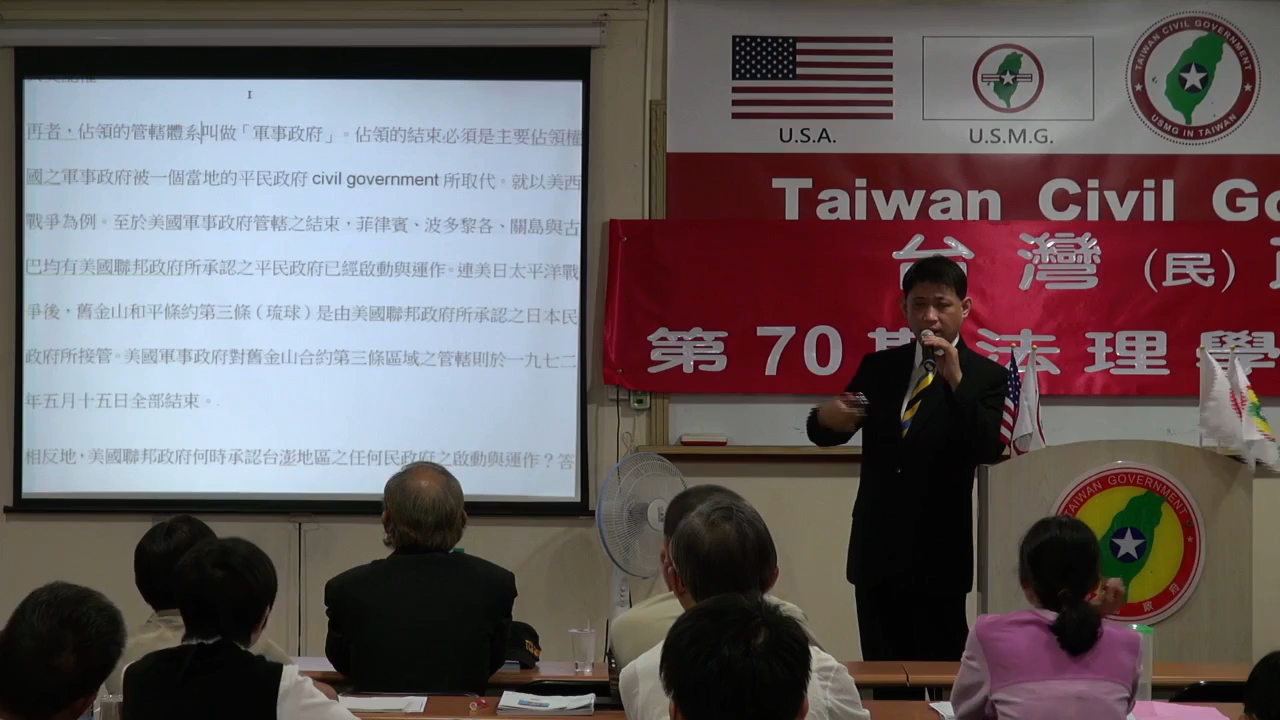 再者，佔領的管轄體系叫做「軍事政府」。佔領的結束必須是主要佔領權
國之軍事政府被一個當地的平民政府 civil government 所取代。就以美西
戰爭為例。至於美國軍事政府管轄之結束，菲律賓、波多黎各、關島與古
巴均有美國聯邦政府所承認之平民政府已經啟動與運作。連美日太平洋戰
爭後，舊金山和平條約第三條（琉球）是由美國聯邦政府所承認之日本民
政府所接管。美國軍事政府對舊金山合約第三條區域之管轄則於一九七二
年五月十五日全部結束。
相反地，美國聯邦政府何時承認台澎地區之任何民政府之啟動與運作？答
U.S.A.
U.S.M.G.
TAIWAN CIVIL GOVERNMENT
USMG IN TAIWAN
Taiwan Civil Go
台灣（民）
第70期法理學
TAIWAN GOVERNMENT
政府